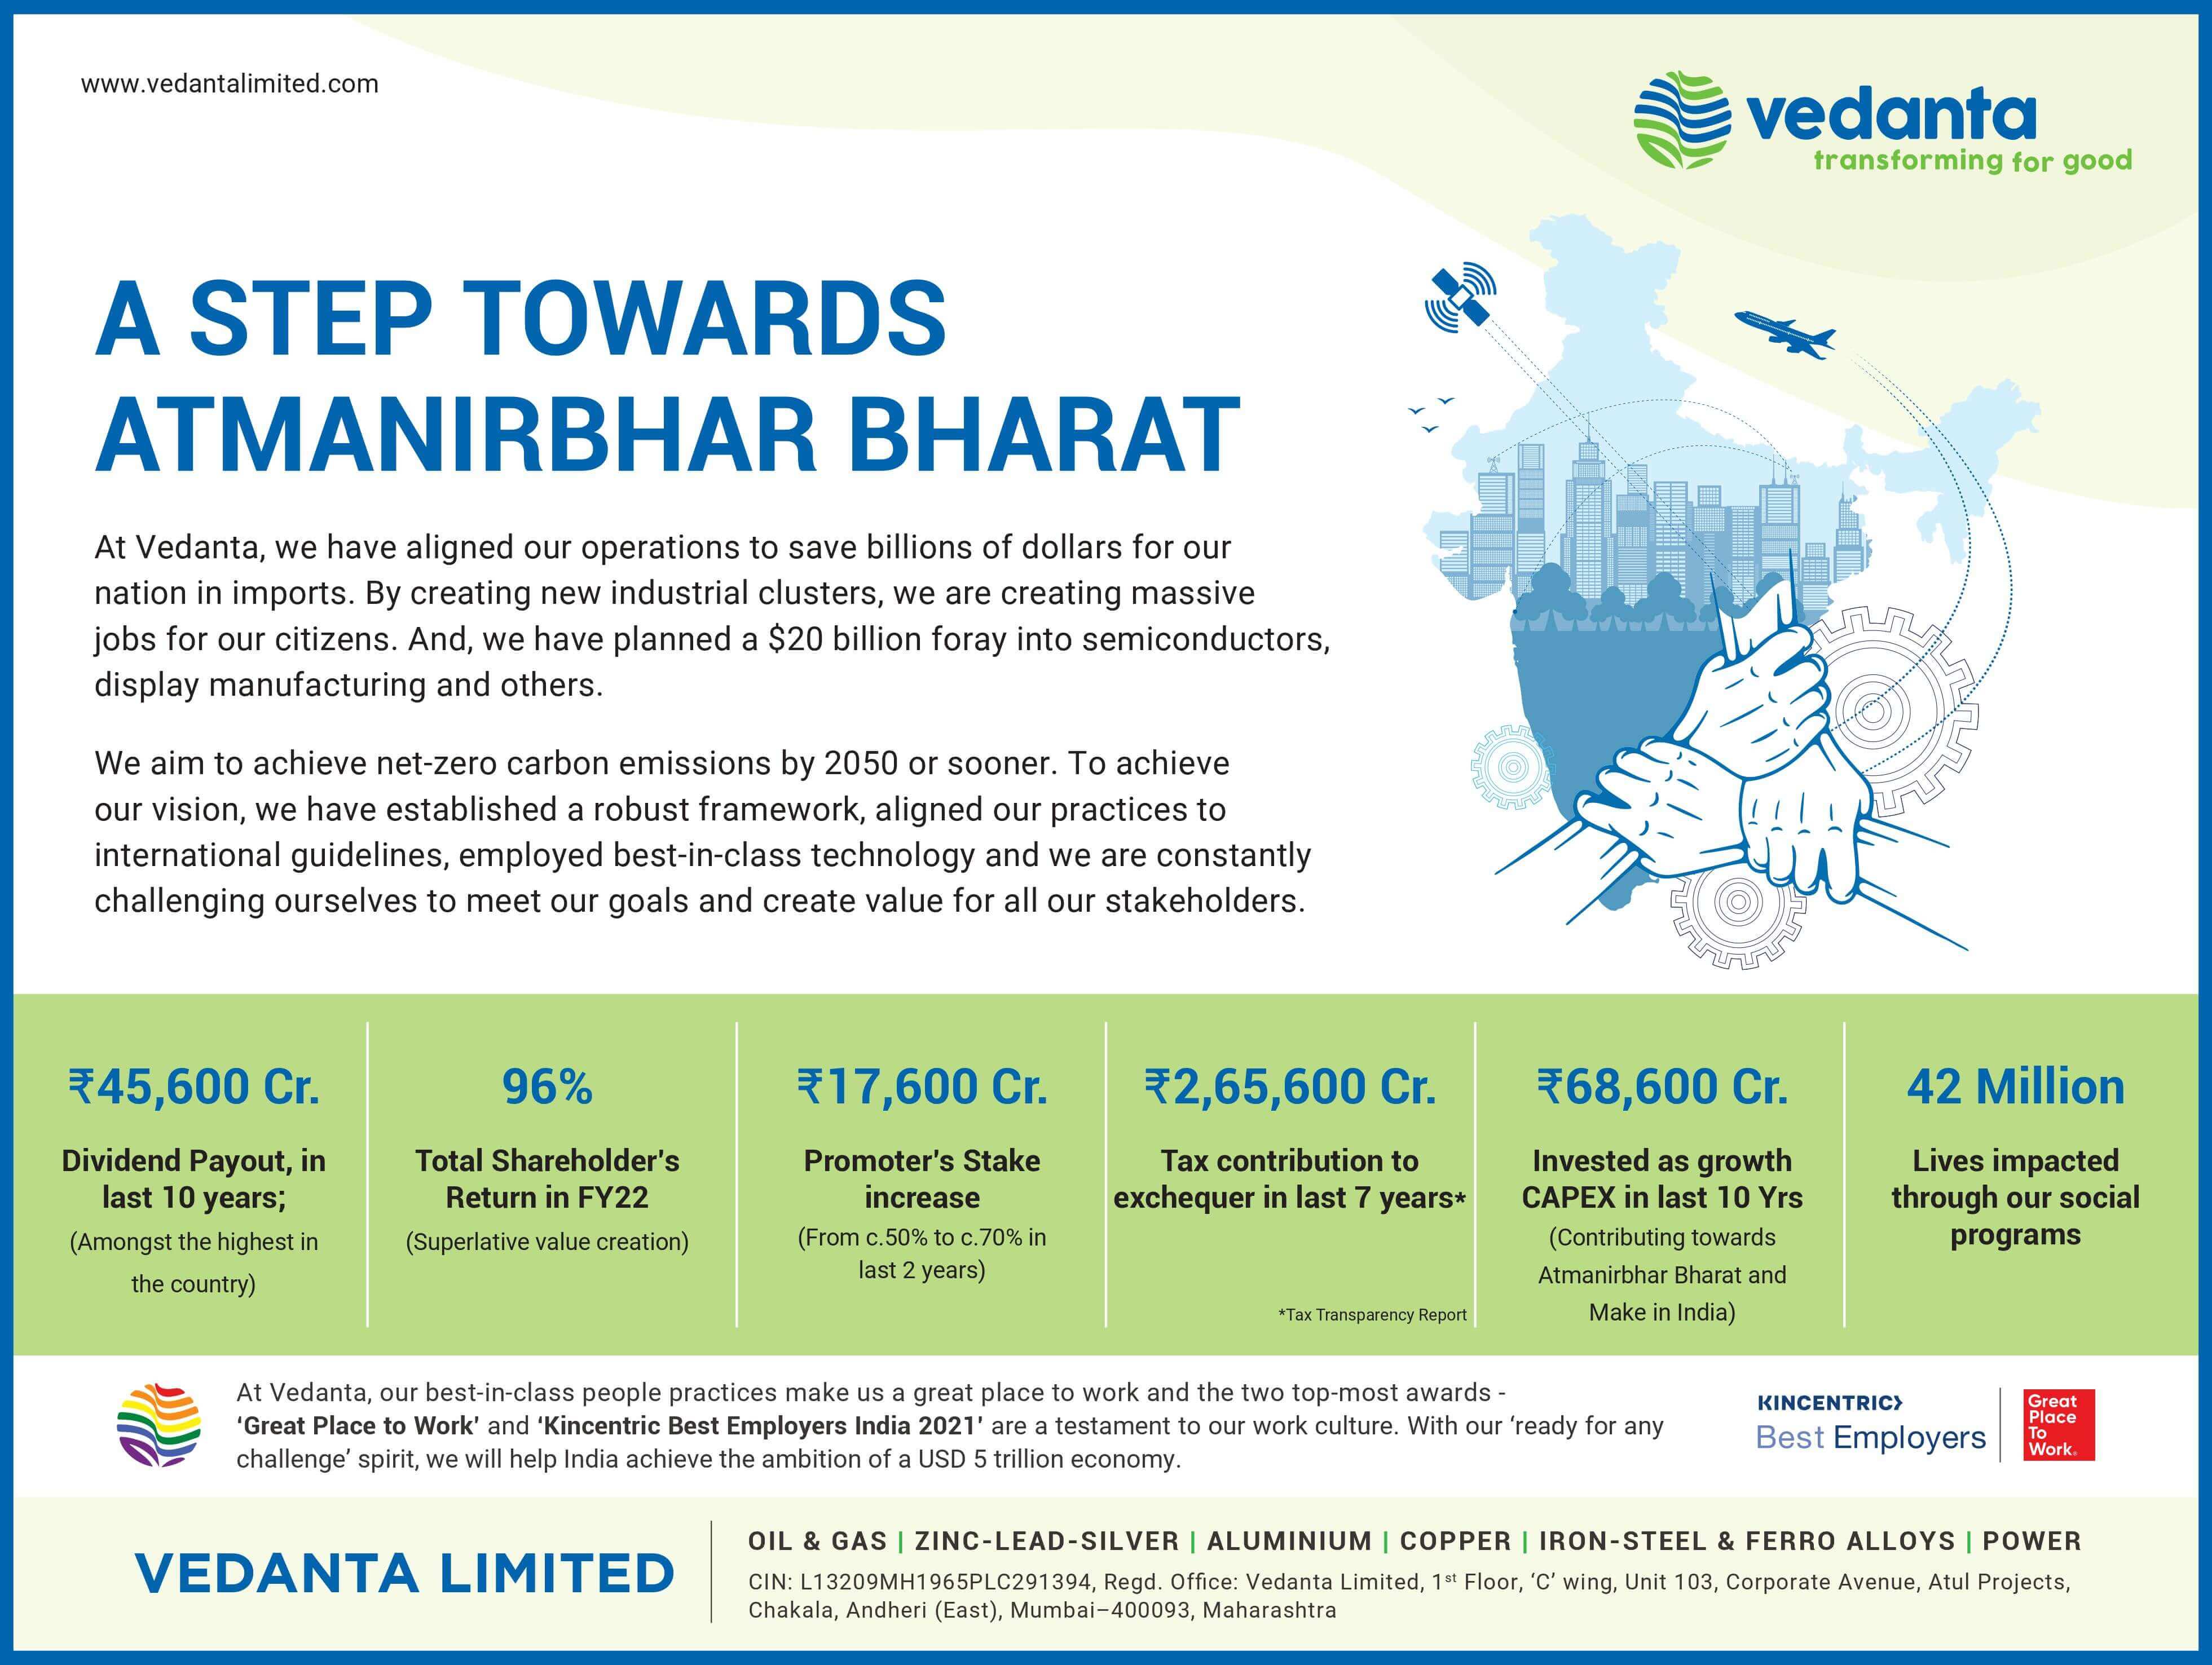 www.vedantalimited.com
vedanta
transforming for good
A STEP TOWARDS
ATMANIRBHAR BHARAT
At Vedanta, we have aligned our operations to save billions of dollars for our
nation in imports. By creating new industrial clusters, we are creating massive
jobs for our citizens. And, we have planned a $20 billion foray into semiconductors,
display manufacturing and others.
We aim to achieve net-zero carbon emissions by 2050 or sooner. To achieve
our vision, we have established a robust framework, aligned our practices to
international guidelines, employed best-in-class technology and we are constantly
challenging ourselves to meet our goals and create value for all our stakeholders.
₹45,600 Cr.
Dividend Payout, in
last 10 years;
(Amongst the highest in
the country)
96%
Total Shareholder's
Return in FY22
(Superlative value creation)
₹17,600 Cr.
Promoter's Stake
increase
(From c.50% to c.70% in
last 2 years)
₹2,65,600 Cr.
Tax contribution to
exchequer in last 7 years*
*Tax Transparency Report
₹68,600 Cr.
Invested as growth
CAPEX in last 10 Yrs
(Contributing towards
Atmanirbhar Bharat and
Make in India)
42 Million
Lives impacted
through our social
programs
At Vedanta, our best-in-class people practices make us a great place to work and the two top-most awards -
‘Great Place to Work’ and ‘Kincentric Best Employers India 2021’ are a testament to our work culture. With our ‘ready for any
challenge’ spirit, we will help India achieve the ambition of a USD 5 trillion economy.
KINCENTRIC>
Best Employers
Great
Place
To
Work.
VEDANTA LIMITED
OIL & GAS | ZINC-LEAD-SILVER | ALUMINIUM | COPPER | IRON-STEEL & FERRO ALLOYS | POWER
CIN: L13209MH1965PLC291394, Regd. Office: Vedanta Limited, 1st Floor, ‘C’ wing, Unit 103, Corporate Avenue, Atul Projects,
Chakala, Andheri (East), Mumbai–400093, Maharashtra